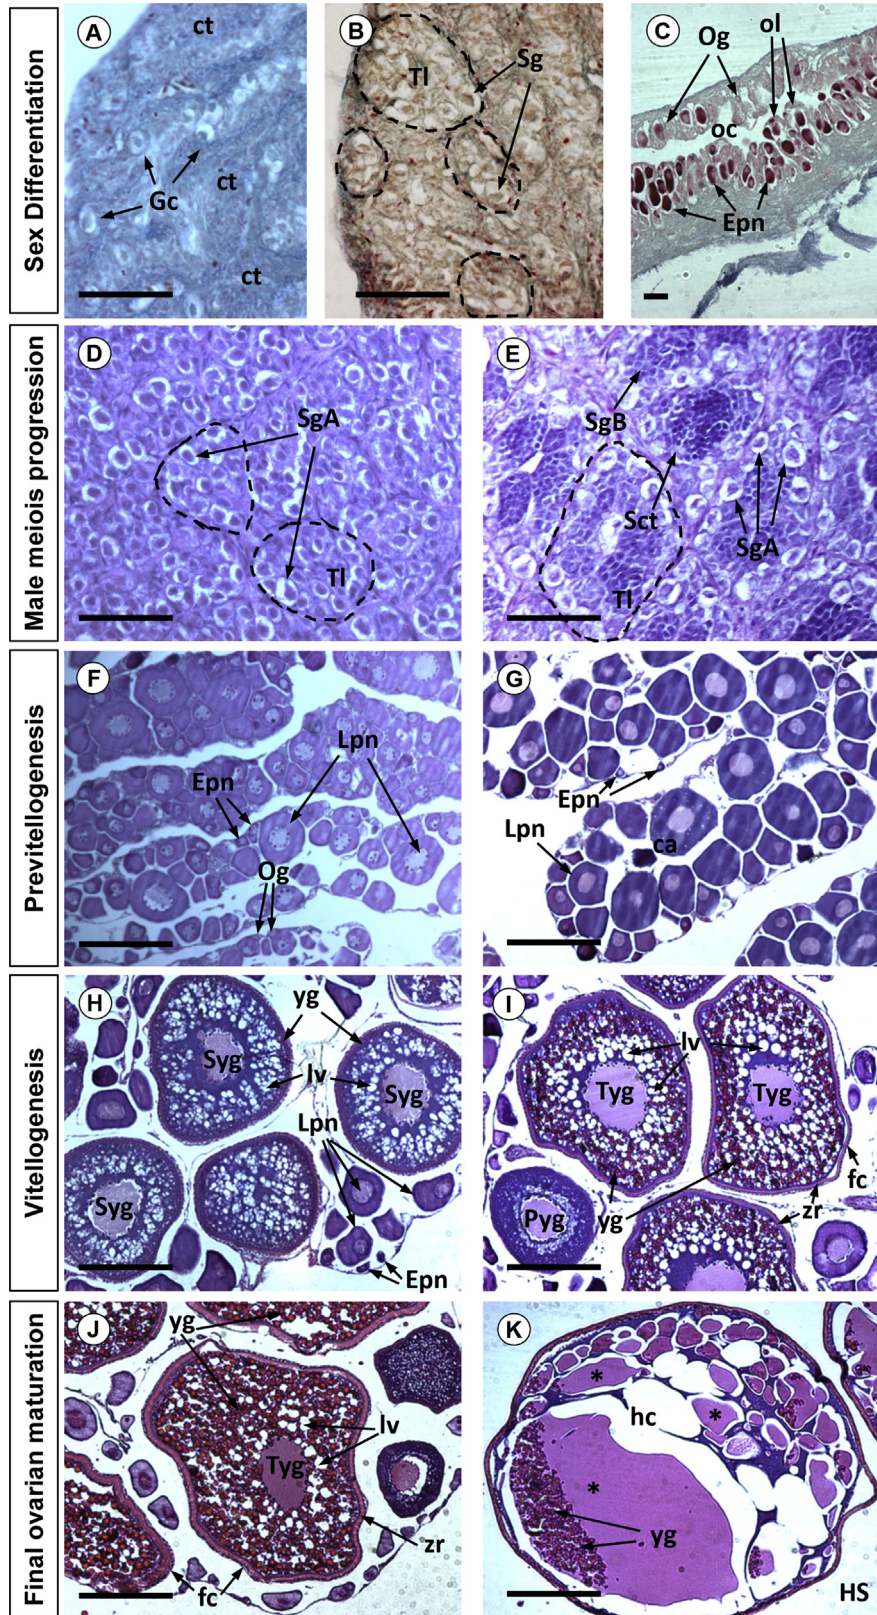 Sex Differentiation
A
ct
Gc
ct
ct
B
Tl
Sg
C
Og
ol
oc
Epn
Male meiois progression
D
SgA
Tl
E
SgB
Sct
SgA
Tl
Previtellogenesis
F
Lpn
Epn
Og
G
Epn
Lpn
ca
Vitellogenesis
H
yg
Syg
lv
Syg
Lpn
Syg
Epn
I
lv
Tyg
Tyg
fc
Pyg
yg
zr
Final ovarian maturation
J
yg
lv
Tyg
zr
fc
K
*
hc
*
*
yg
HS